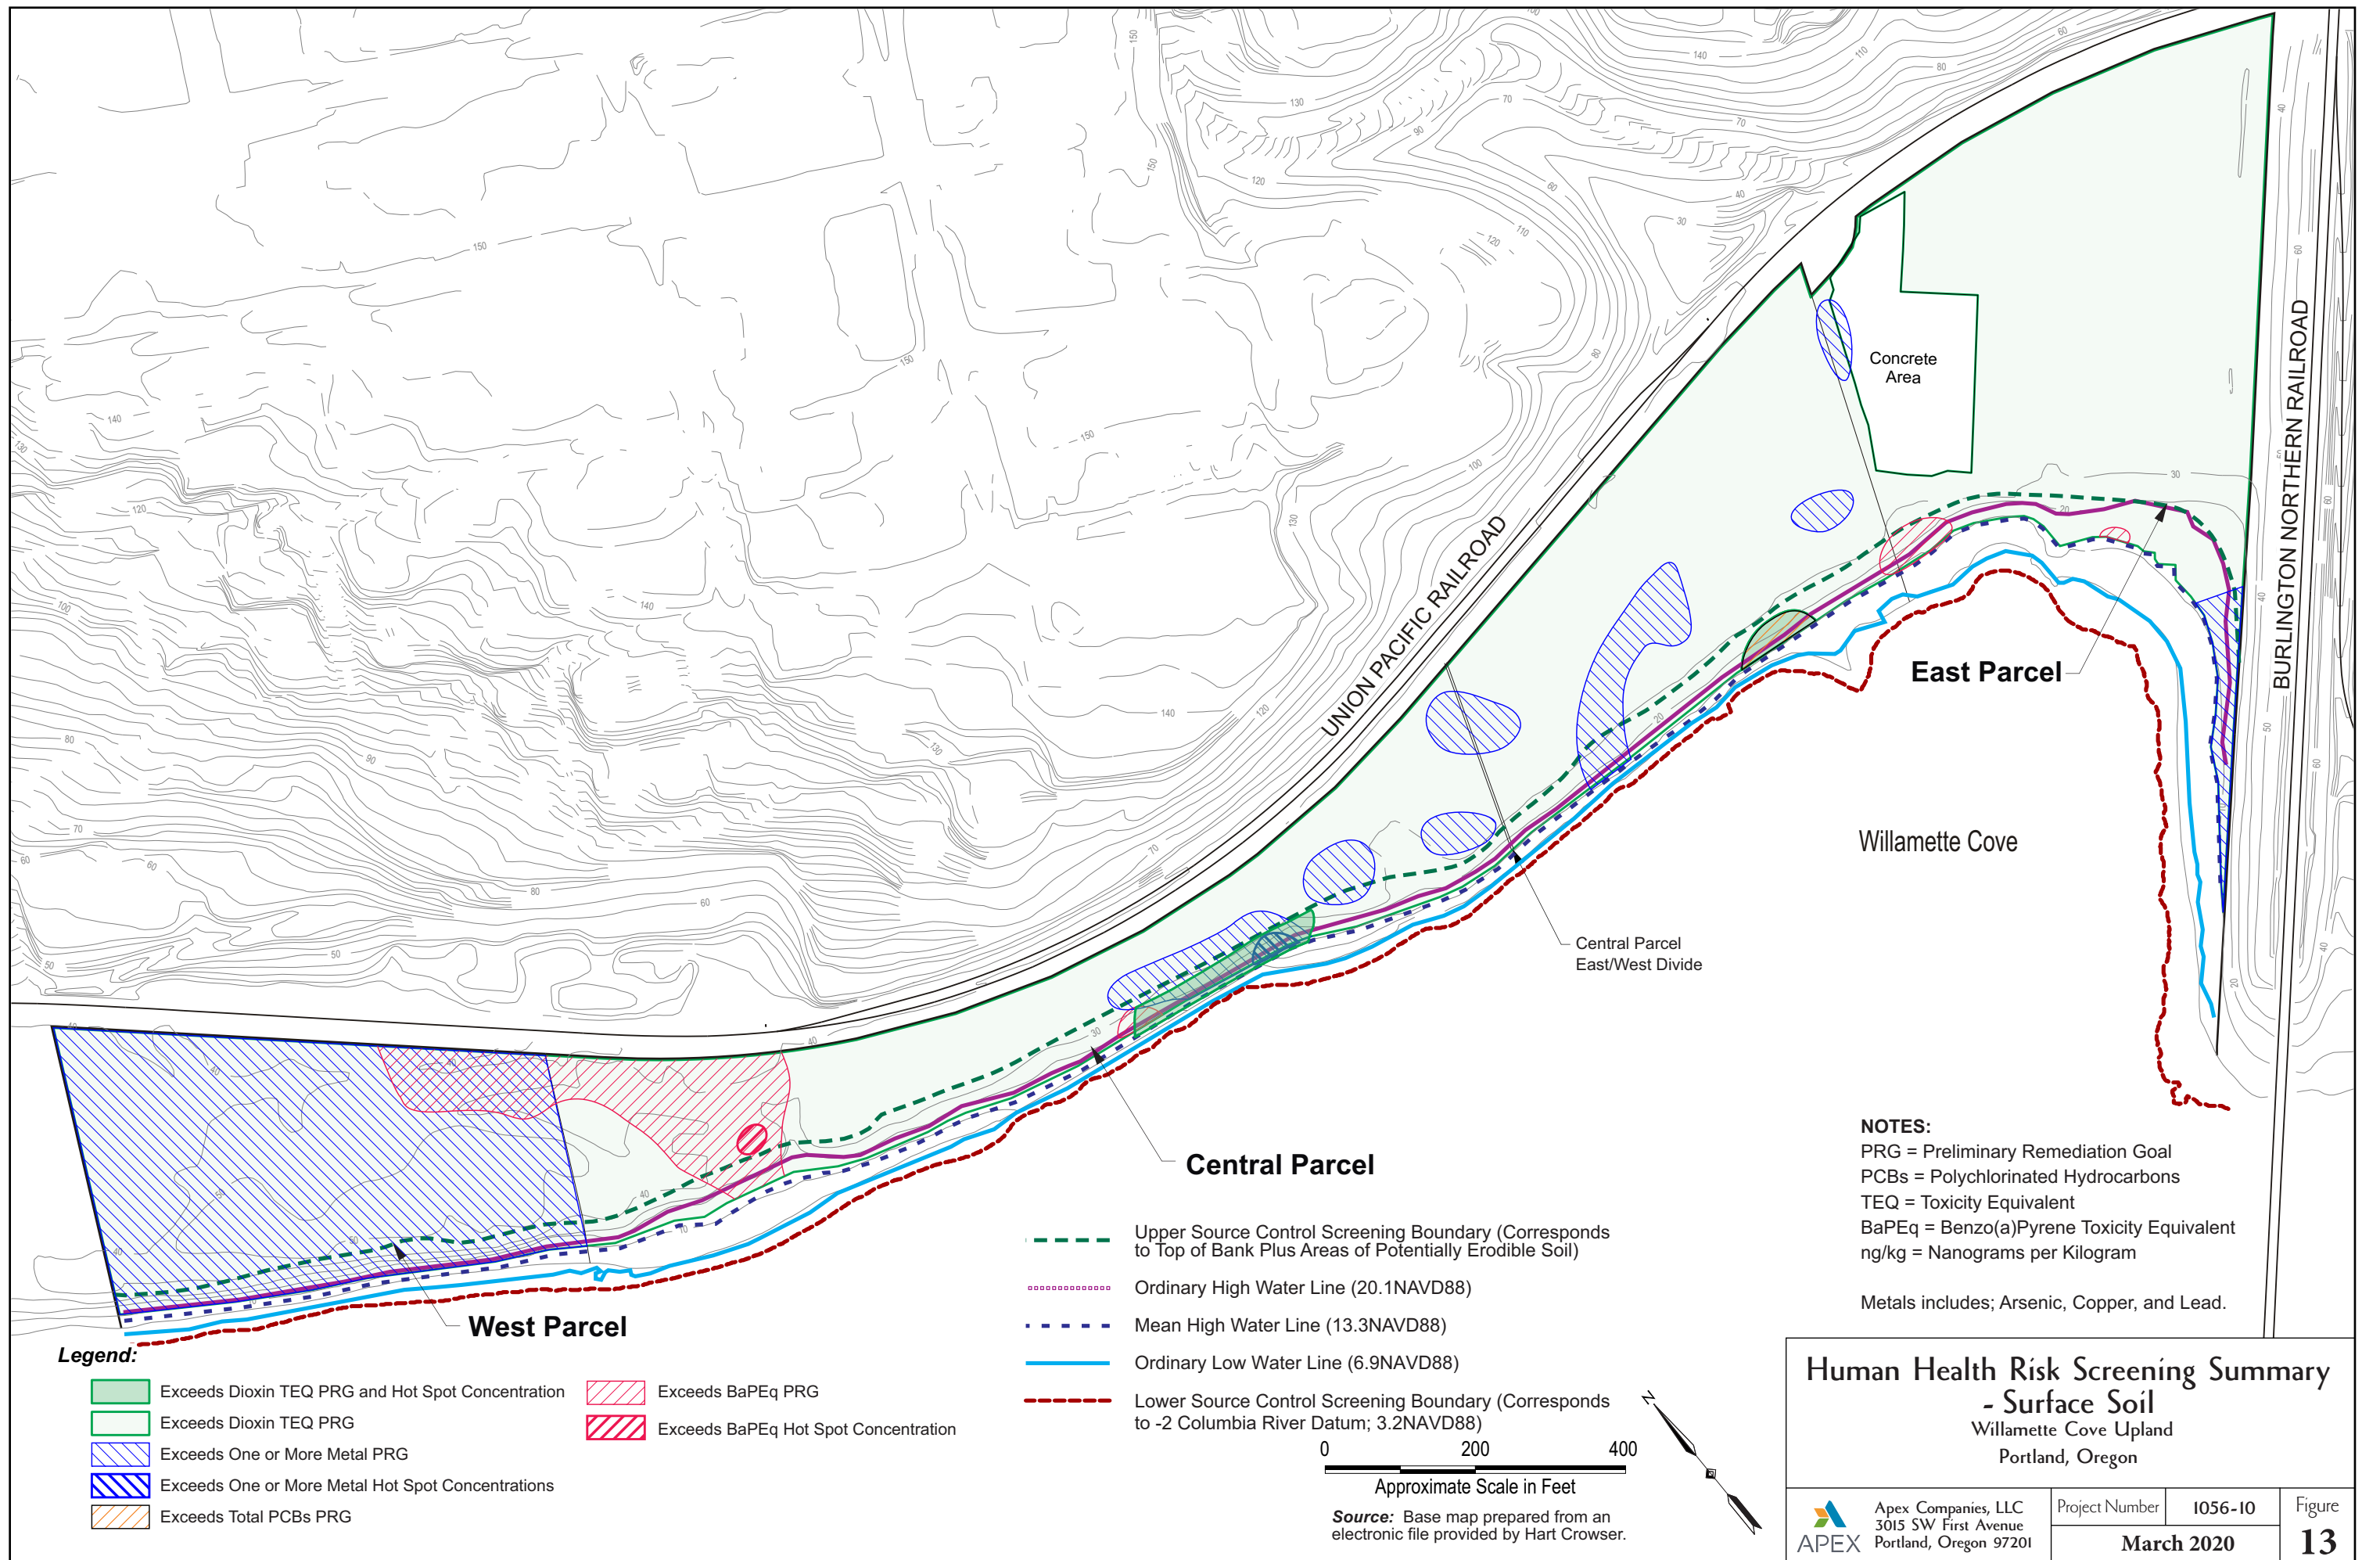 UNION PACIFIC RAILROAD
BURLINGTON NORTHERN RAILROAD
Concrete
Area
East Parcel
Willamette Cove
Central Parcel
East/West Divide
Central Parcel
West Parcel
Legend:
Exceeds Dioxin TEQ PRG and Hot Spot Concentration
Exceeds Dioxin TEQ PRG
Exceeds One or More Metal PRG
Exceeds One or More Metal Hot Spot Concentrations
Exceeds Total PCBs PRG
Exceeds BaPEq PRG
Exceeds BaPEq Hot Spot Concentration
Upper Source Control Screening Boundary (Corresponds
to Top of Bank Plus Areas of Potentially Erodible Soil)
Ordinary High Water Line (20.1NAVD88)
Mean High Water Line (13.3NAVD88)
Ordinary Low Water Line (6.9NAVD88)
Lower Source Control Screening Boundary (Corresponds
to -2 Columbia River Datum; 3.2NAVD88)
0 200 400
Approximate Scale in Feet
Source: Base map prepared from an
electronic file provided by Hart Crowser.
N
NOTES:
PRG = Preliminary Remediation Goal
PCBs = Polychlorinated Hydrocarbons
TEQ = Toxicity Equivalent
BaPEq = Benzo(a)Pyrene Toxicity Equivalent
ng/kg = Nanograms per Kilogram
Metals includes; Arsenic, Copper, and Lead.
Human Health Risk Screening Summary
- Surface Soil
Willamette Cove Upland
Portland, Oregon
APEX
Apex Companies, LLC
3015 SW First Avenue
Portland, Oregon 97201
Project Number 1056-10
March 2020
Figure
13